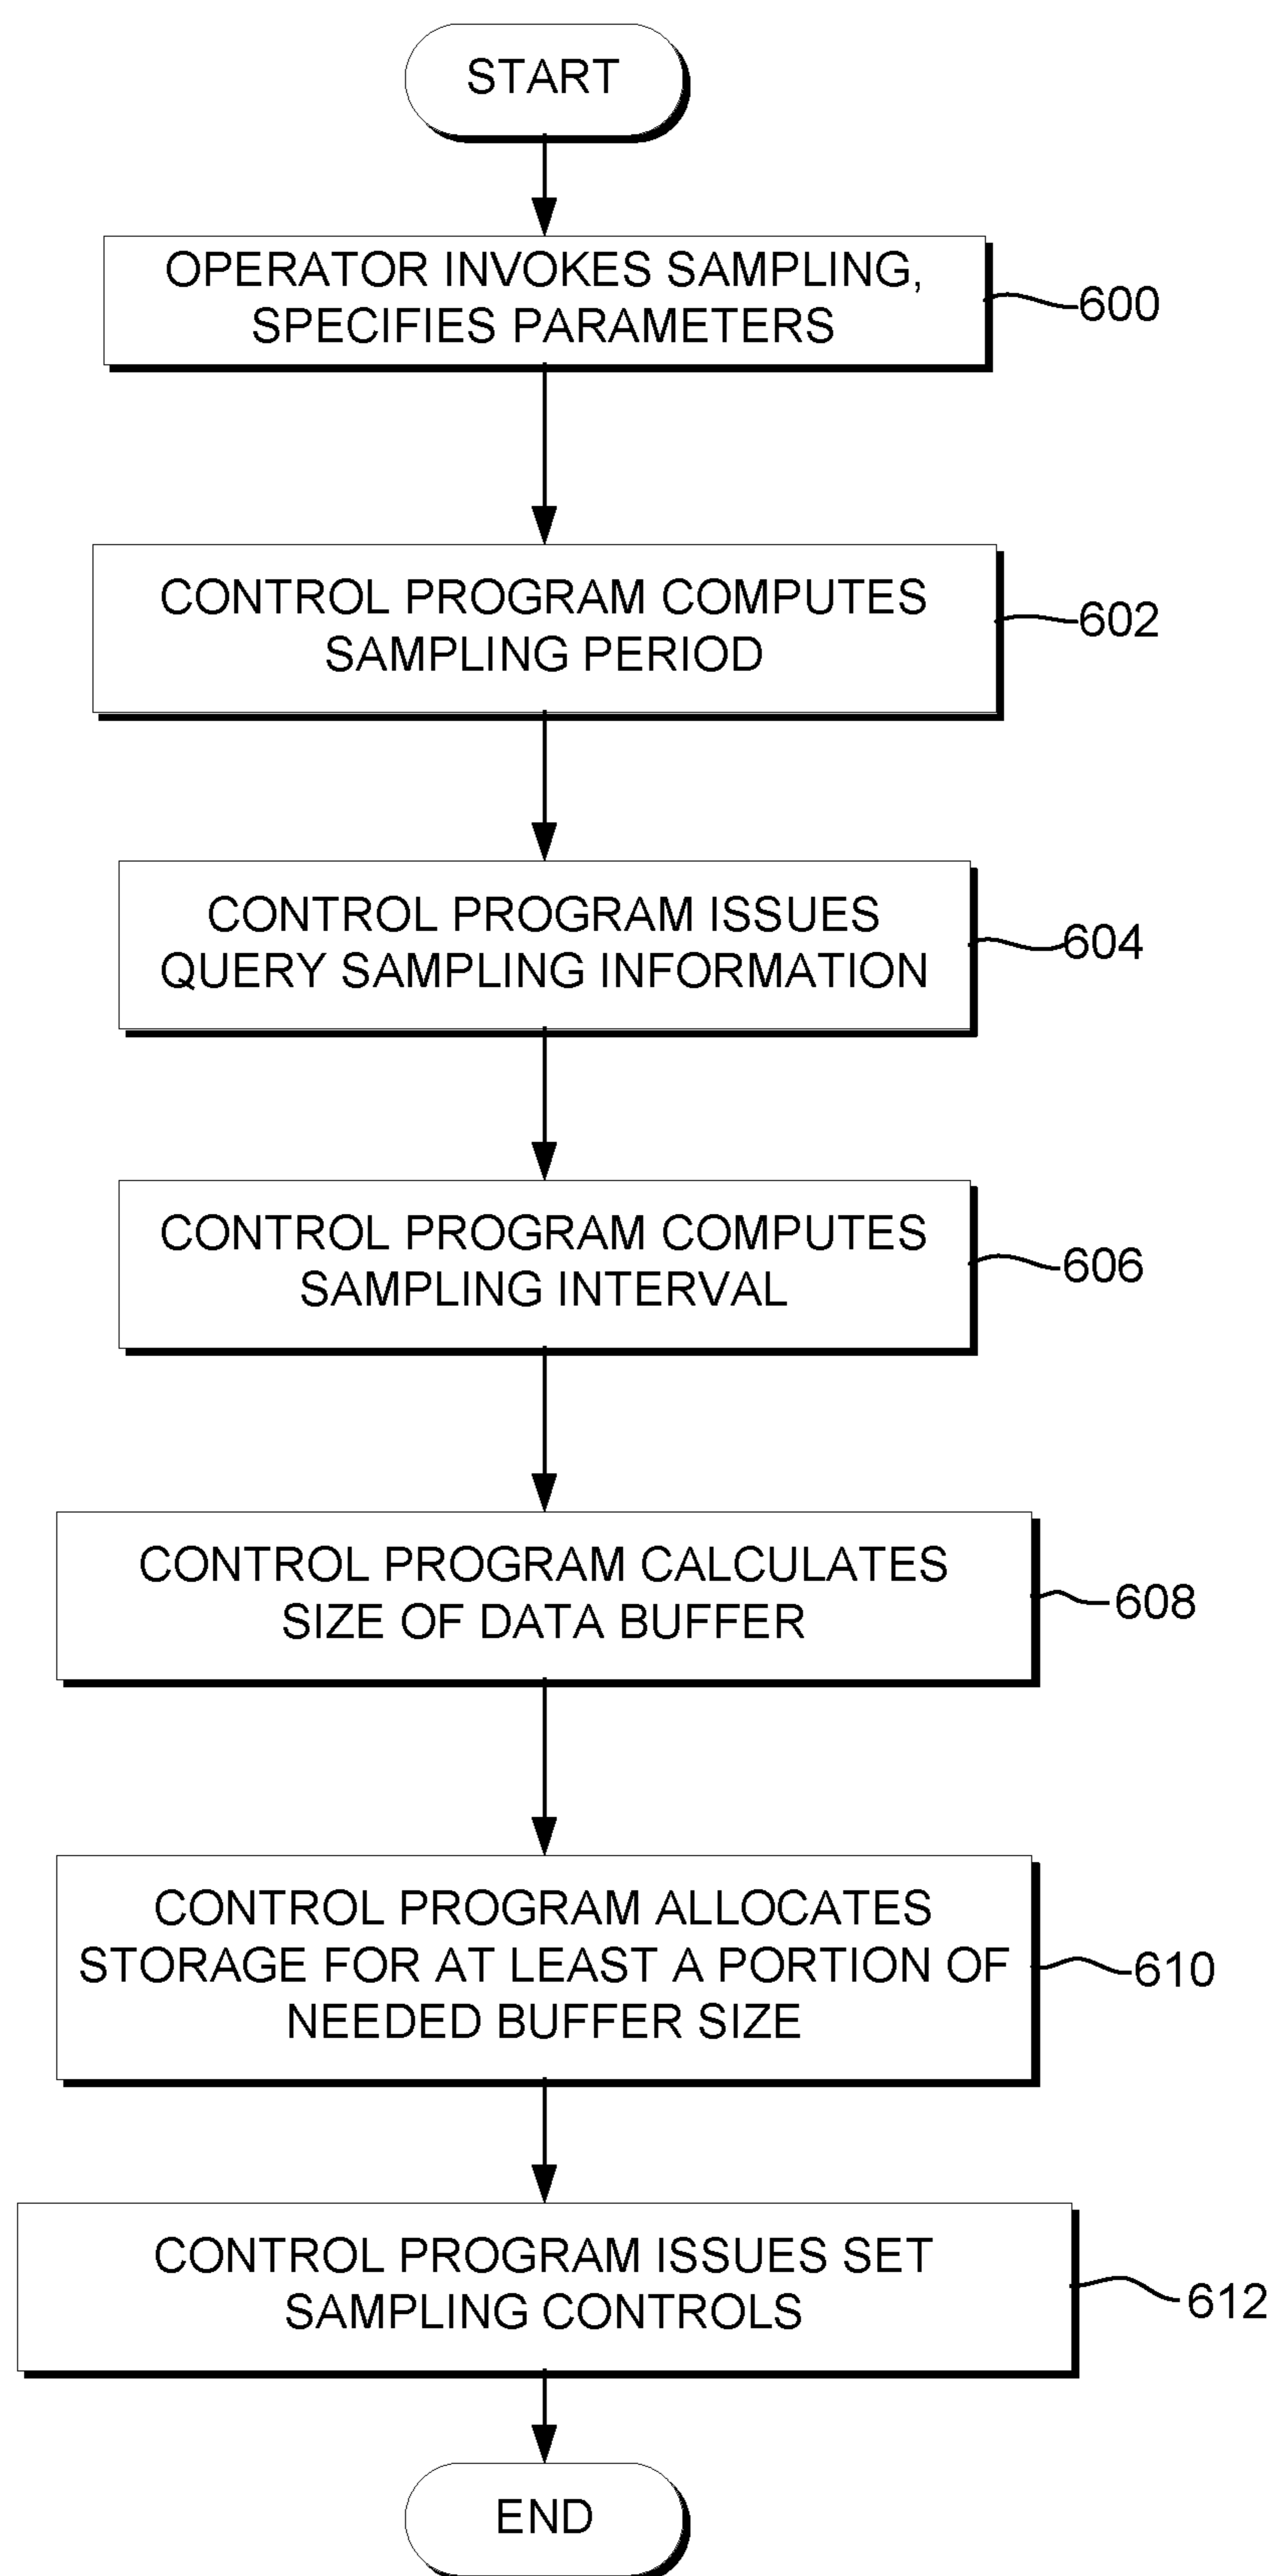 START
OPERATOR INVOKES SAMPLING,
SPECIFIES PARAMETERS
600
CONTROL PROGRAM COMPUTES
SAMPLING PERIOD
602
CONTROL PROGRAM ISSUES
QUERY SAMPLING INFORMATION
604
CONTROL PROGRAM COMPUTES
SAMPLING INTERVAL
606
CONTROL PROGRAM CALCULATES
SIZE OF DATA BUFFER
608
CONTROL PROGRAM ALLOCATES
STORAGE FOR AT LEAST A PORTION OF
NEEDED BUFFER SIZE
610
CONTROL PROGRAM ISSUES SET
SAMPLING CONTROLS
612
END